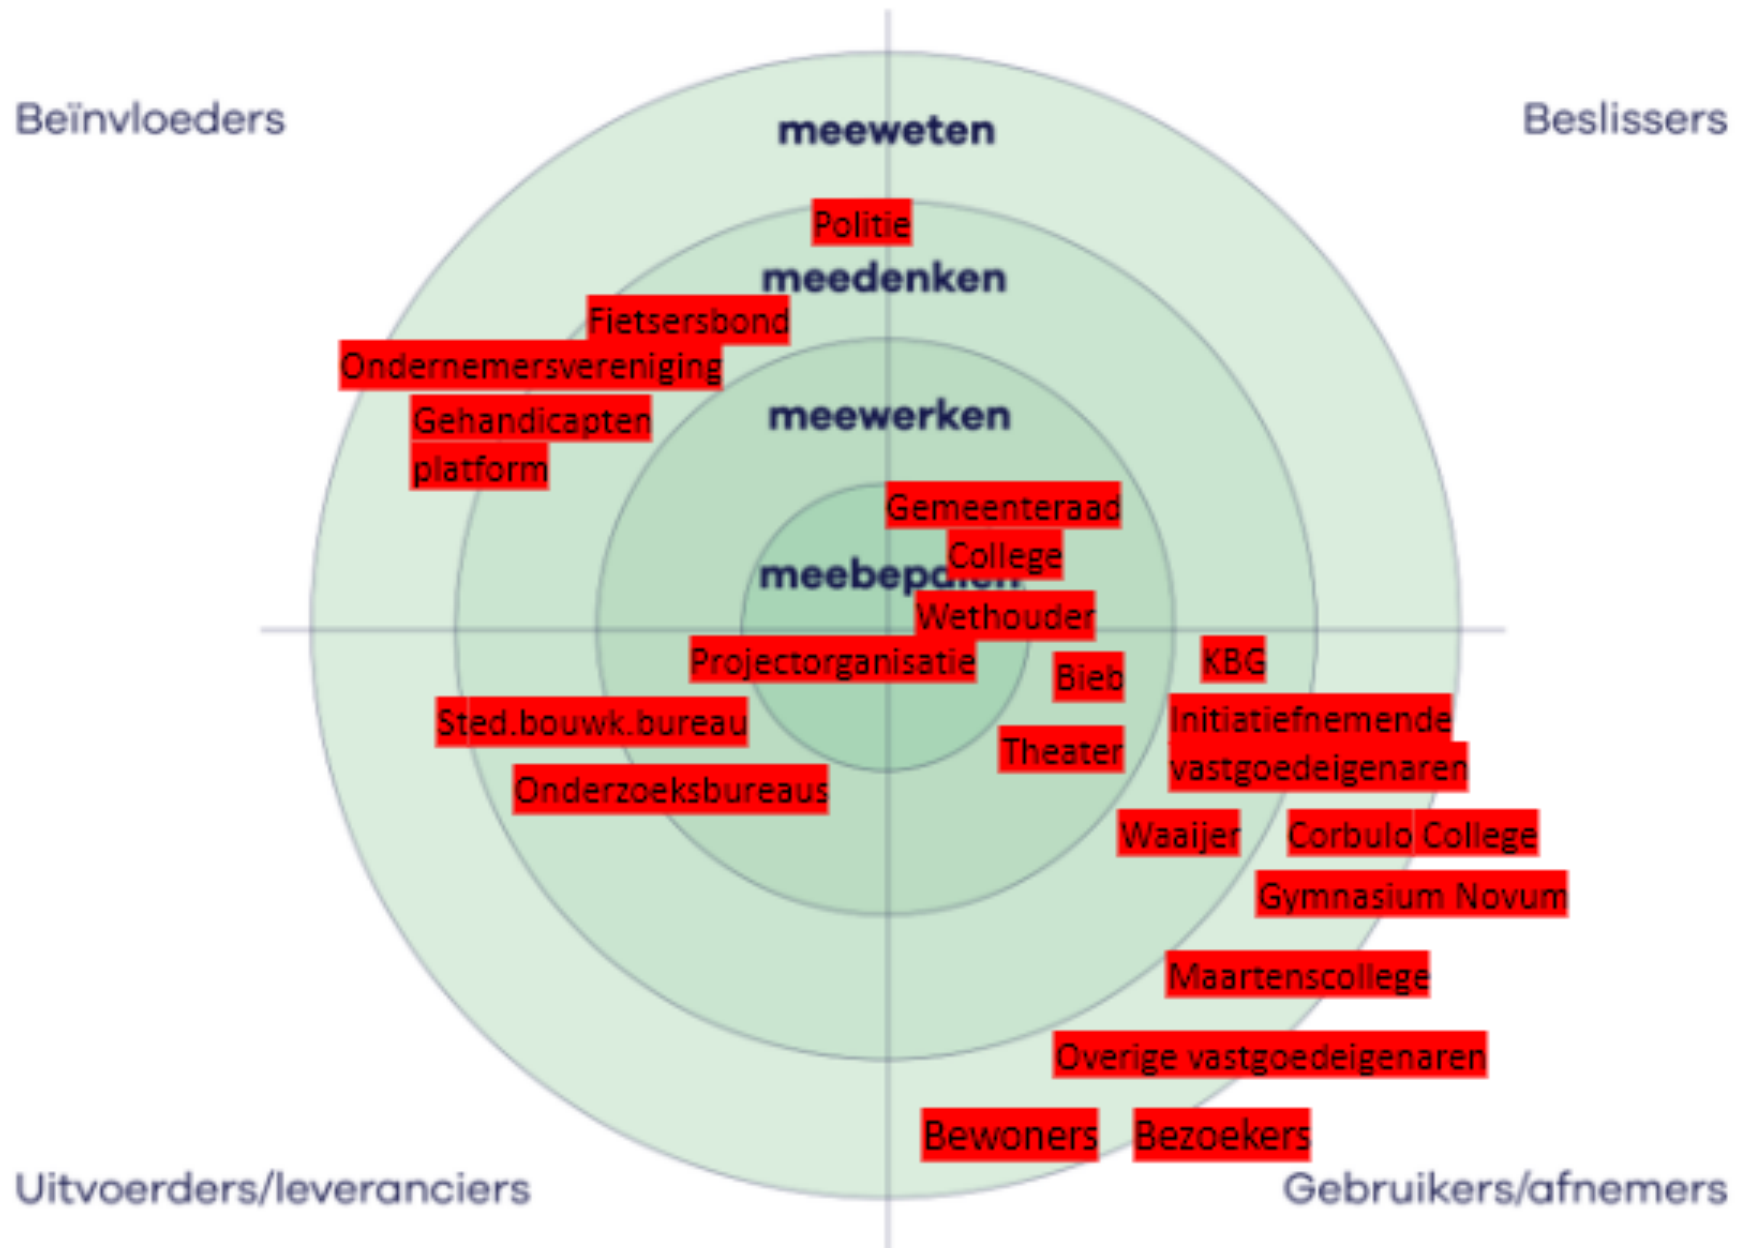 Beïnvloeders
Beslissers
meeweten
Politie
meedenken
Fietsersbond
Ondernemersvereniging
Gehandicapten
platform
meewerken
Gemeenteraad
College
meebepalen
Wethouder
Projectorganisatie
Bieb
KBG
Sted.bouwk.bureau
Initiatiefnemende
vastgoedeigenaren
Theater
Onderzoeksbureaus
Waaijer
Corbulo College
Gymnasium Novum
Maartenscollege
Overige vastgoedeigenaren
Bewoners
Bezoekers
Uitvoerders/leveranciers
Gebruikers/afnemers